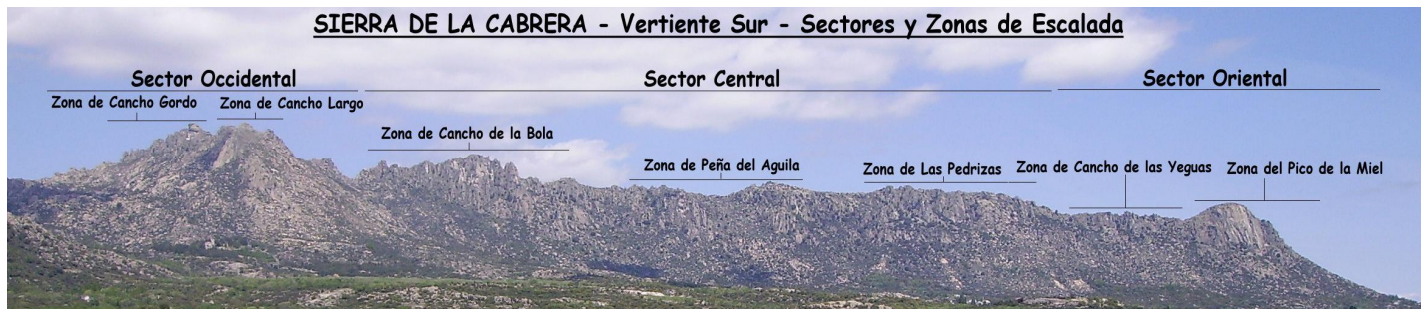 SIERRA DE LA CABRERA - Vertiente Sur - Sectores y Zonas de Escalada
Sector Occidental
Sector Central
Sector Oriental
Zona de Cancho Gordo
Zona de Cancho Largo
Zona de Cancho de la Bola
Zona de Peña del Aguila
Zona de Las Pedrizas
Zona de Cancho de las Yeguas
Zona del Pico de la Miel